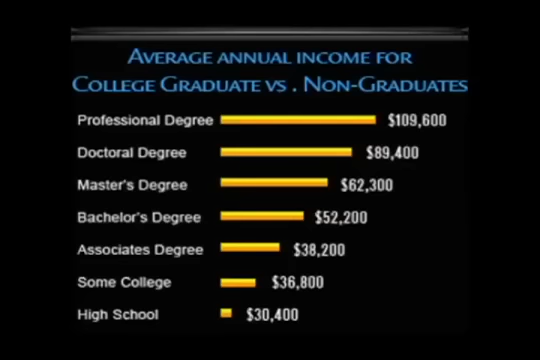 Average annual income for
College Graduate vs . Non-Graduates
Professional Degree $109,600
Doctoral Degree $89,400
Master's Degree $62,300
Bachelor's Degree $52,200
Associates Degree $38,200
Some College $36,800
High School $30,400